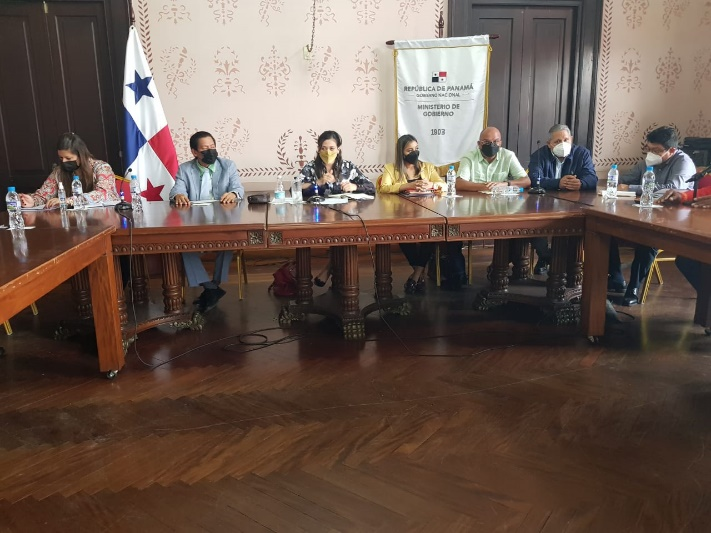 REPÚBLICA DE PANAMÁ
GOBIERNO NACIONAL
MINISTERIO DE
GOBIERNO
1903